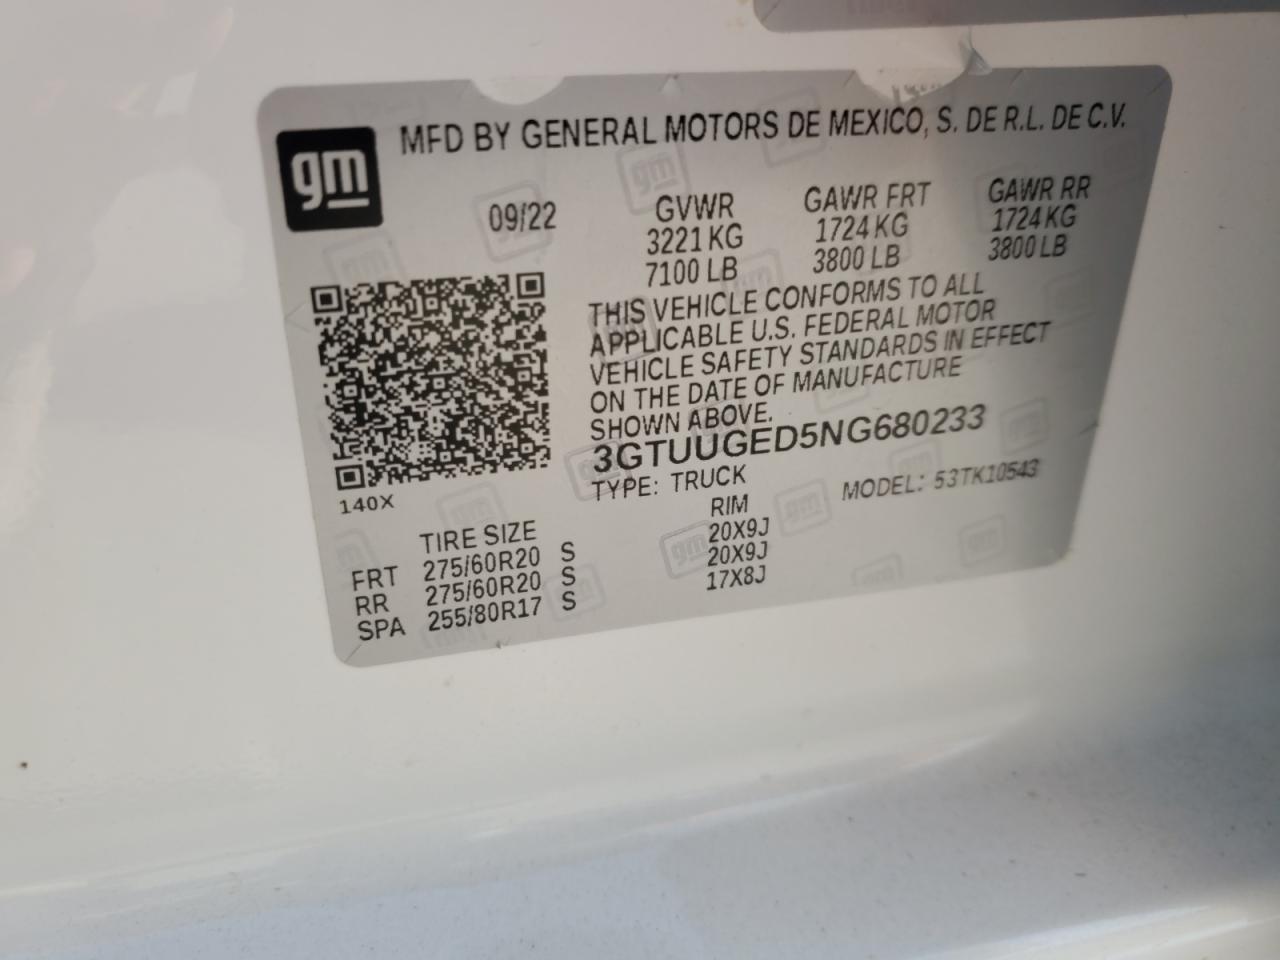 gm
MFD BY GENERAL MOTORS DE MEXICO, S. DE R.L. DE C.V.
09/22
GVWR
3221 KG
7100 LB
GAWR FRT
1724 KG
3800 LB
GAWR RR
1724 KG
3800 LB
THIS VEHICLE CONFORMS TO ALL
APPLICABLE U.S. FEDERAL MOTOR
VEHICLE SAFETY STANDARDS IN EFFECT
ON THE DATE OF MANUFACTURE
SHOWN ABOVE.
3GTUUGED5NG680233
TYPE: TRUCK
MODEL: 53TK10543
140X
TIRE SIZE RIM
FRT 275/60R20 S 20X9J
RR 275/60R20 S 20X9J
SPA 255/80R17 S 17X8J